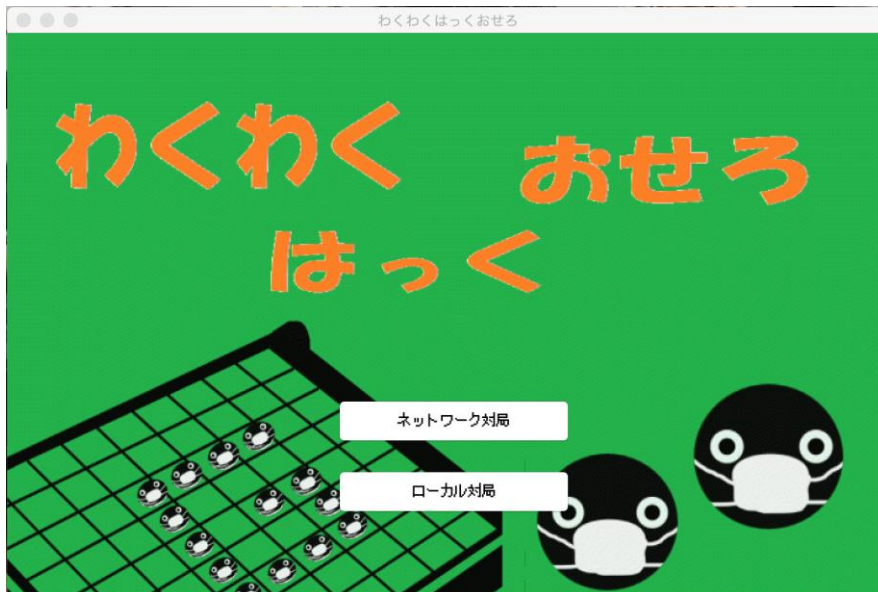 わくわくはっくおせろ
わくわく
おせろ
はっく
ネットワーク対局
ローカル対局